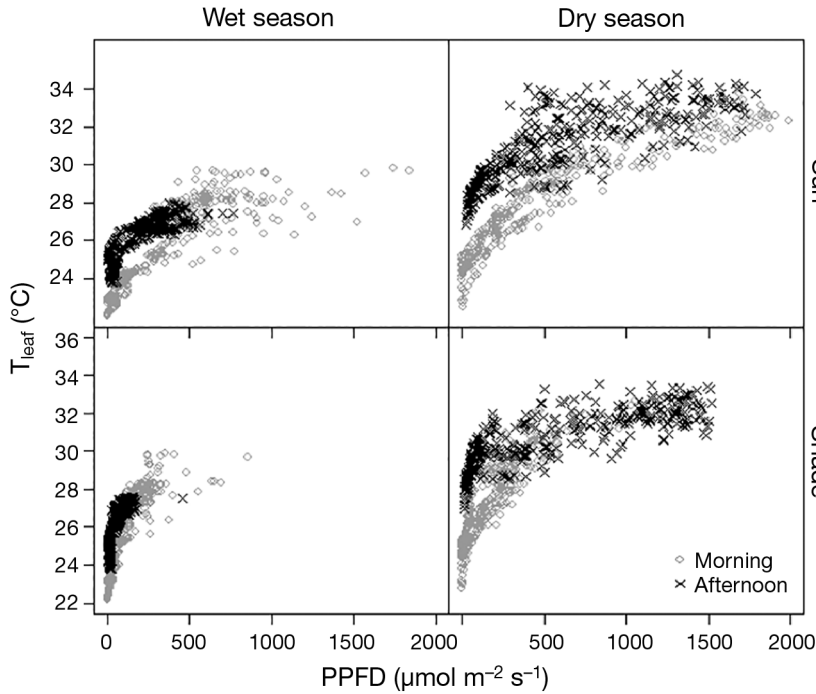 Wet season
Dry season
34
32
30
28
26
24
36
34
32
30
28
26
24
22
T_leaf (°C)
Morning
Afternoon
0 500 1000 1500 2000
500 1000 1500 2000
PPFD (µmol m⁻² s⁻¹)